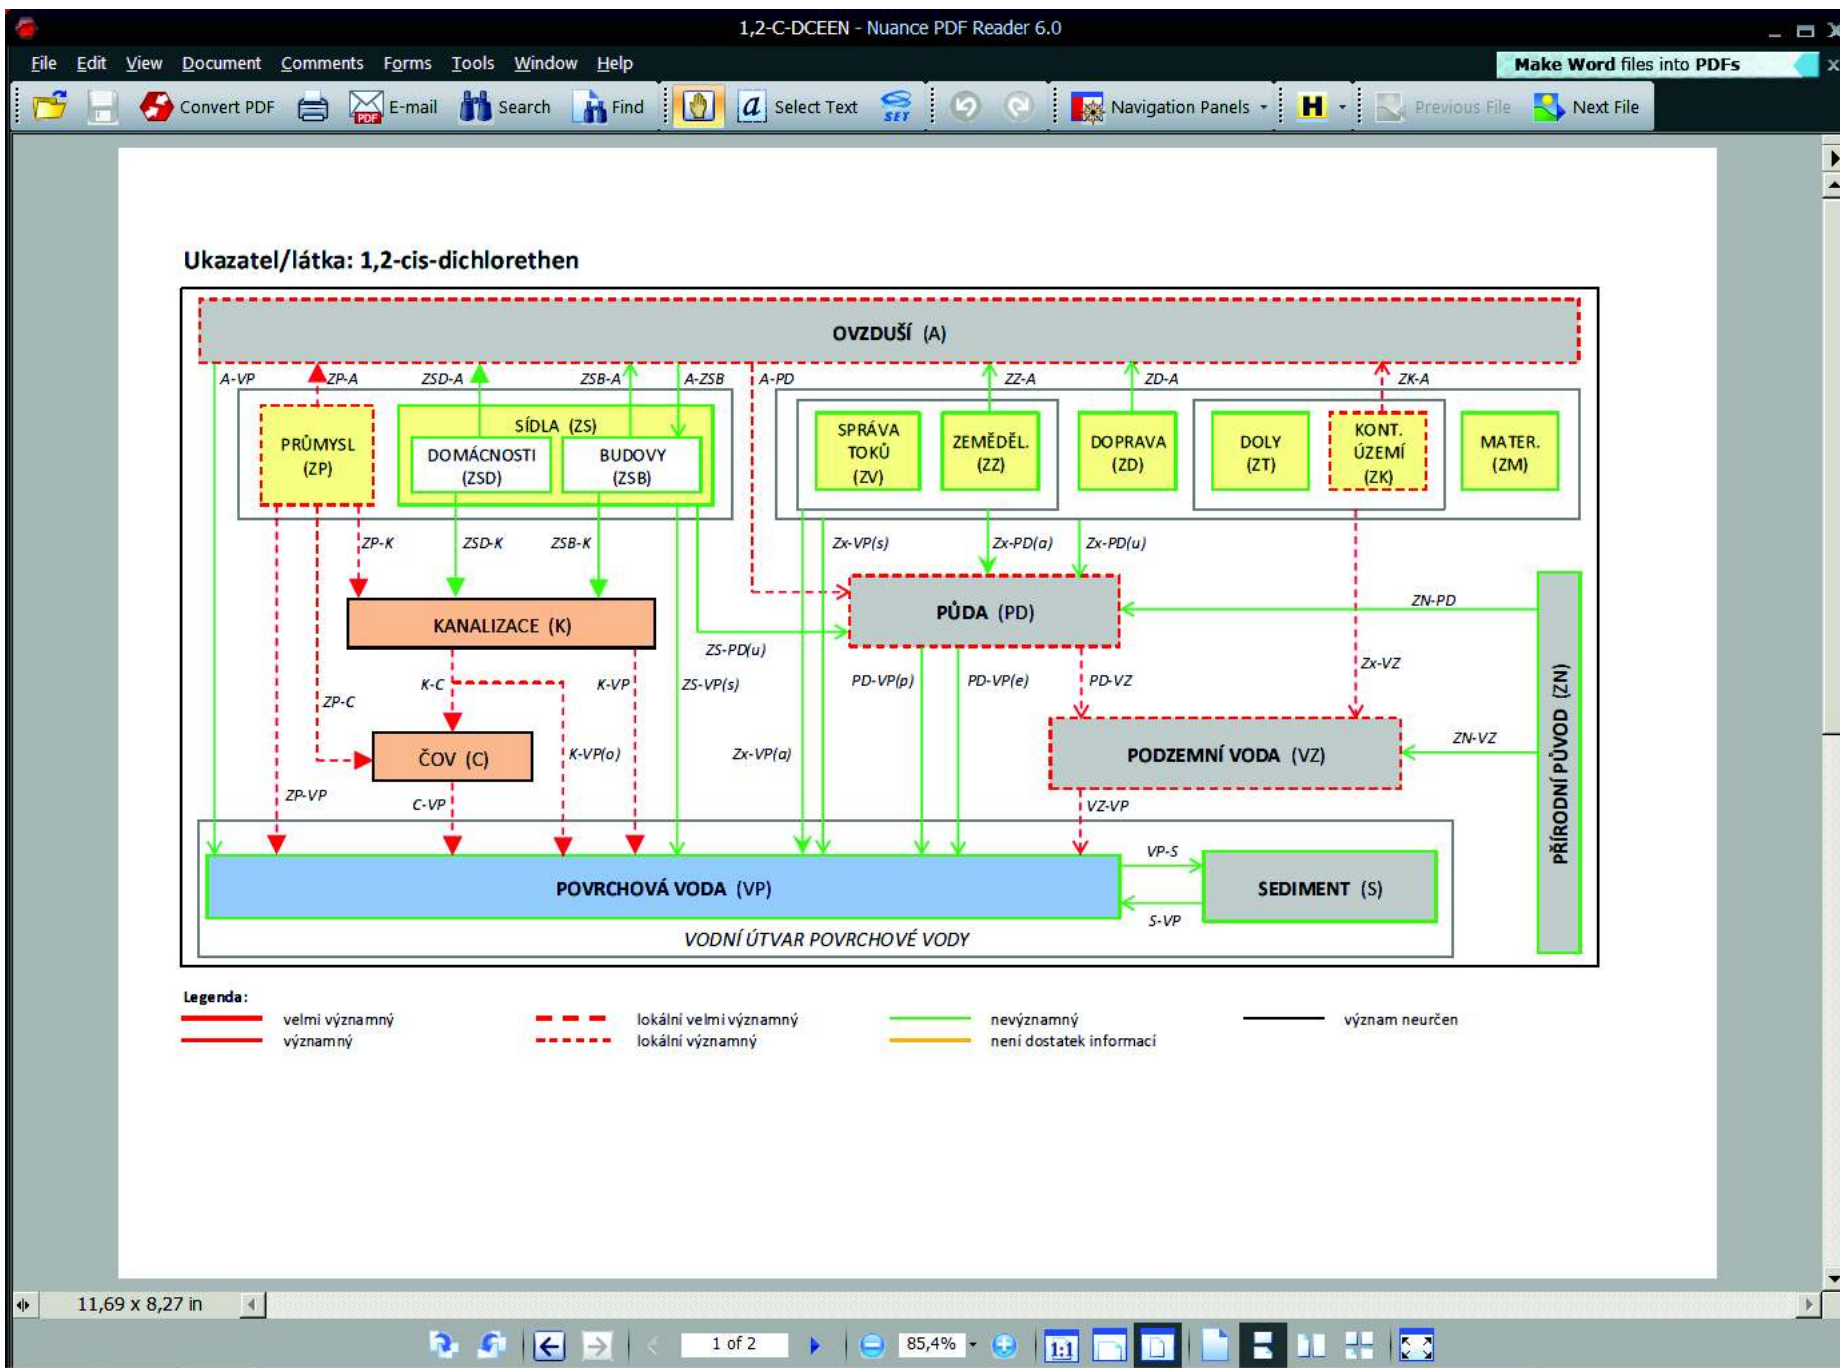 1,2-C-DCEEN - Nuance PDF Reader 6.0
File Edit View Document Comments Forms Tools Window Help
Make Word files into PDFs
Convert PDF E-mail Search Find a Select Text SET Navigation Panels H Previous File Next File
Ukazatel/látka: 1,2-cis-dichlorethen
OVZDUŠÍ (A)
A-VP ZP-A ZSD-A ZSB-A A-ZSB A-PD ZZ-A ZD-A ZK-A
PRŮMYSL
(ZP)
SÍDLA (ZS)
DOMÁCNOSTI
(ZSD)
BUDOVY
(ZSB)
SPRÁVA
TOKŮ
(ZV)
ZEMĚDĚL.
(ZZ)
DOPRAVA
(ZD)
DOLY
(ZT)
KONT.
ÚZEMÍ
(ZK)
MATER.
(ZM)
ZP-K ZSD-K ZSB-K Zx-VP(s) Zx-PD(a) Zx-PD(u)
KANALIZACE (K)
PŮDA (PD)
ZN-PD
ZS-PD(u)
Zx-VZ
K-C K-VP ZS-VP(s) PD-VP(p) PD-VP(e) PD-VZ
ZP-C
ČOV (C)
K-VP(o) Zx-VP(a)
PODZEMNÍ VODA (VZ)
ZN-VZ
PŘÍRODNÍ PŮVOD (ZN)
ZP-VP C-VP VZ-VP
POVRCHOVÁ VODA (VP)
VP-S
S-VP
SEDIMENT (S)
VODNÍ ÚTVAR POVRCHOVÉ VODY
Legenda:
velmi významný lokální velmi významný nevýznamný význam neurčen
významný lokální významný není dostatek informací
11,69 x 8,27 in
1 of 2 85,4% 1:1